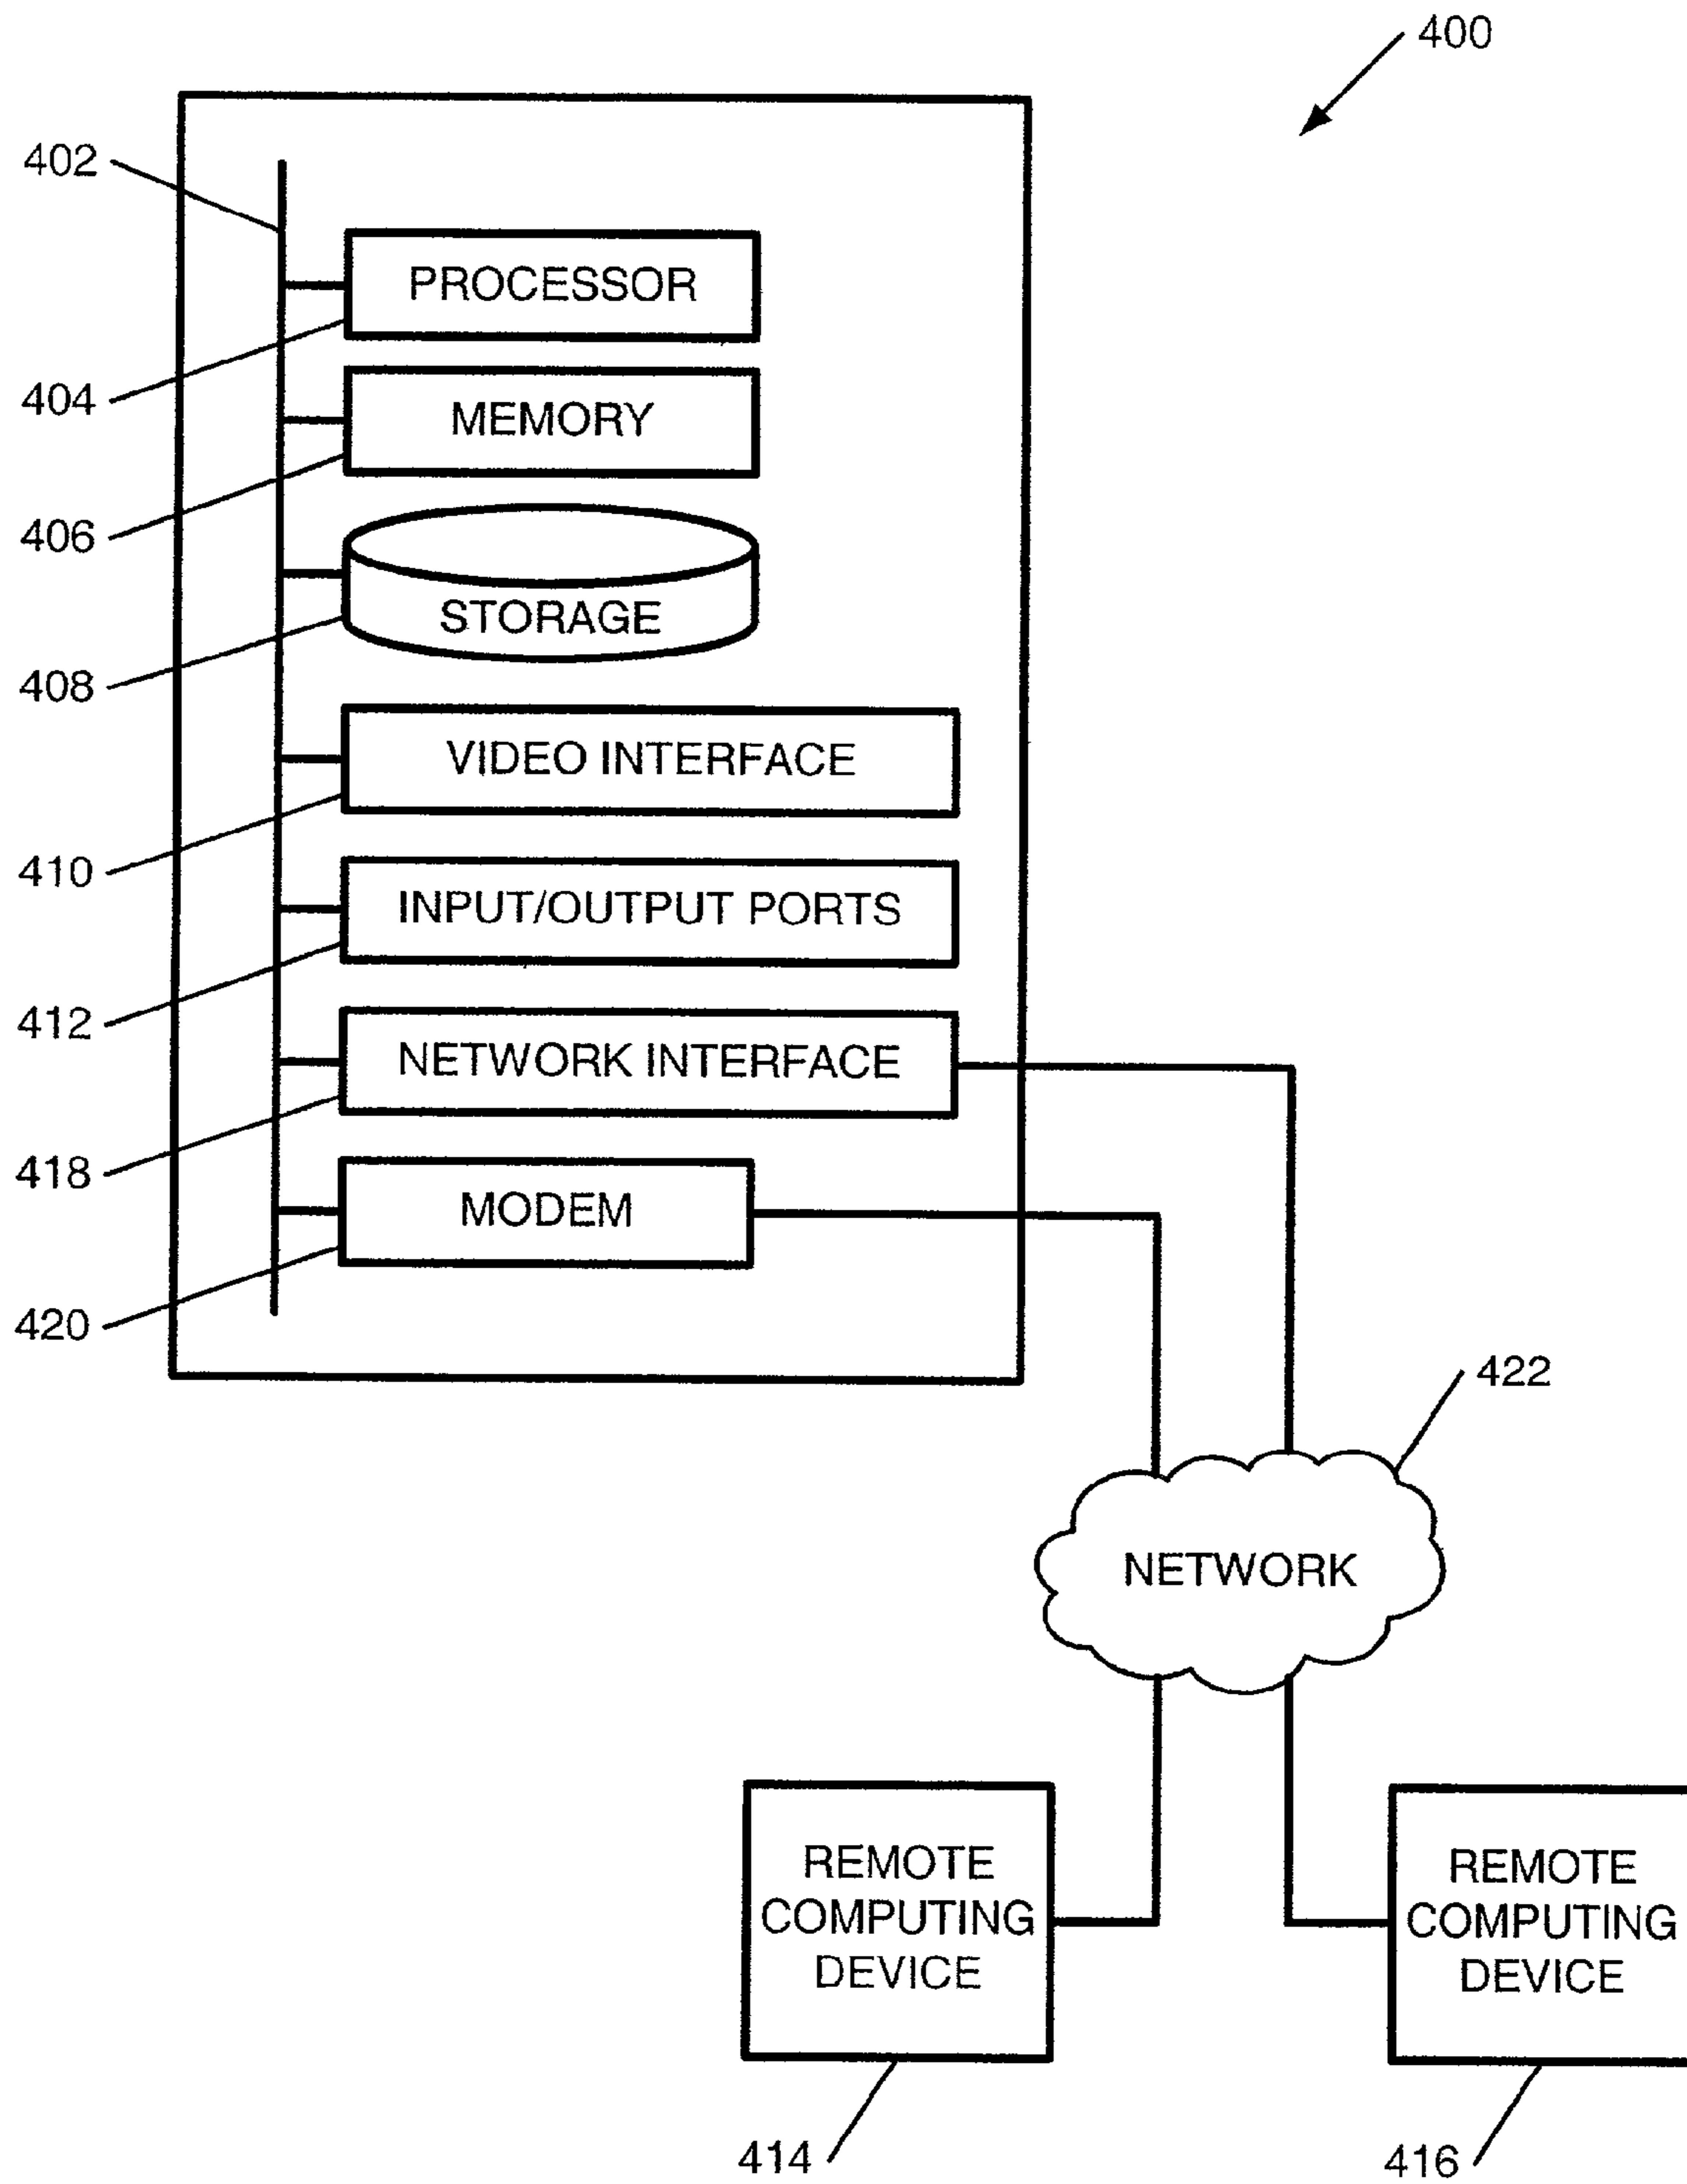 400
402
PROCESSOR
404
MEMORY
406
STORAGE
408
VIDEO INTERFACE
410
INPUT/OUTPUT PORTS
412
NETWORK INTERFACE
418
MODEM
420
422
NETWORK
REMOTE
COMPUTING
DEVICE
REMOTE
COMPUTING
DEVICE
414
416